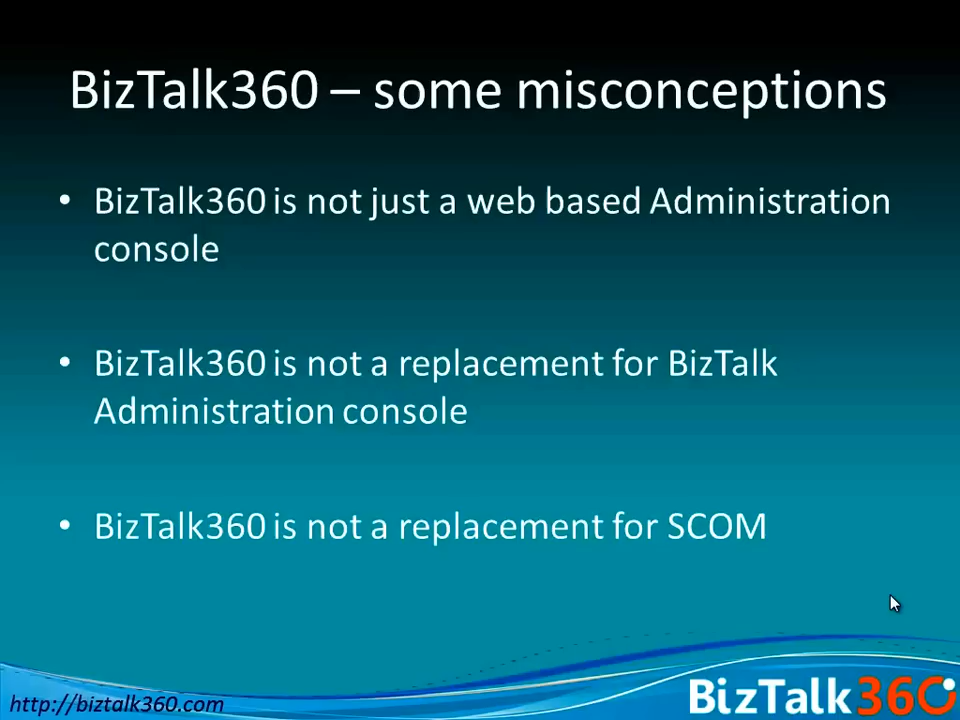 BizTalk360 – some misconceptions
• BizTalk360 is not just a web based Administration
console
• BizTalk360 is not a replacement for BizTalk
Administration console
• BizTalk360 is not a replacement for SCOM
http://biztalk360.com
BizTalk360